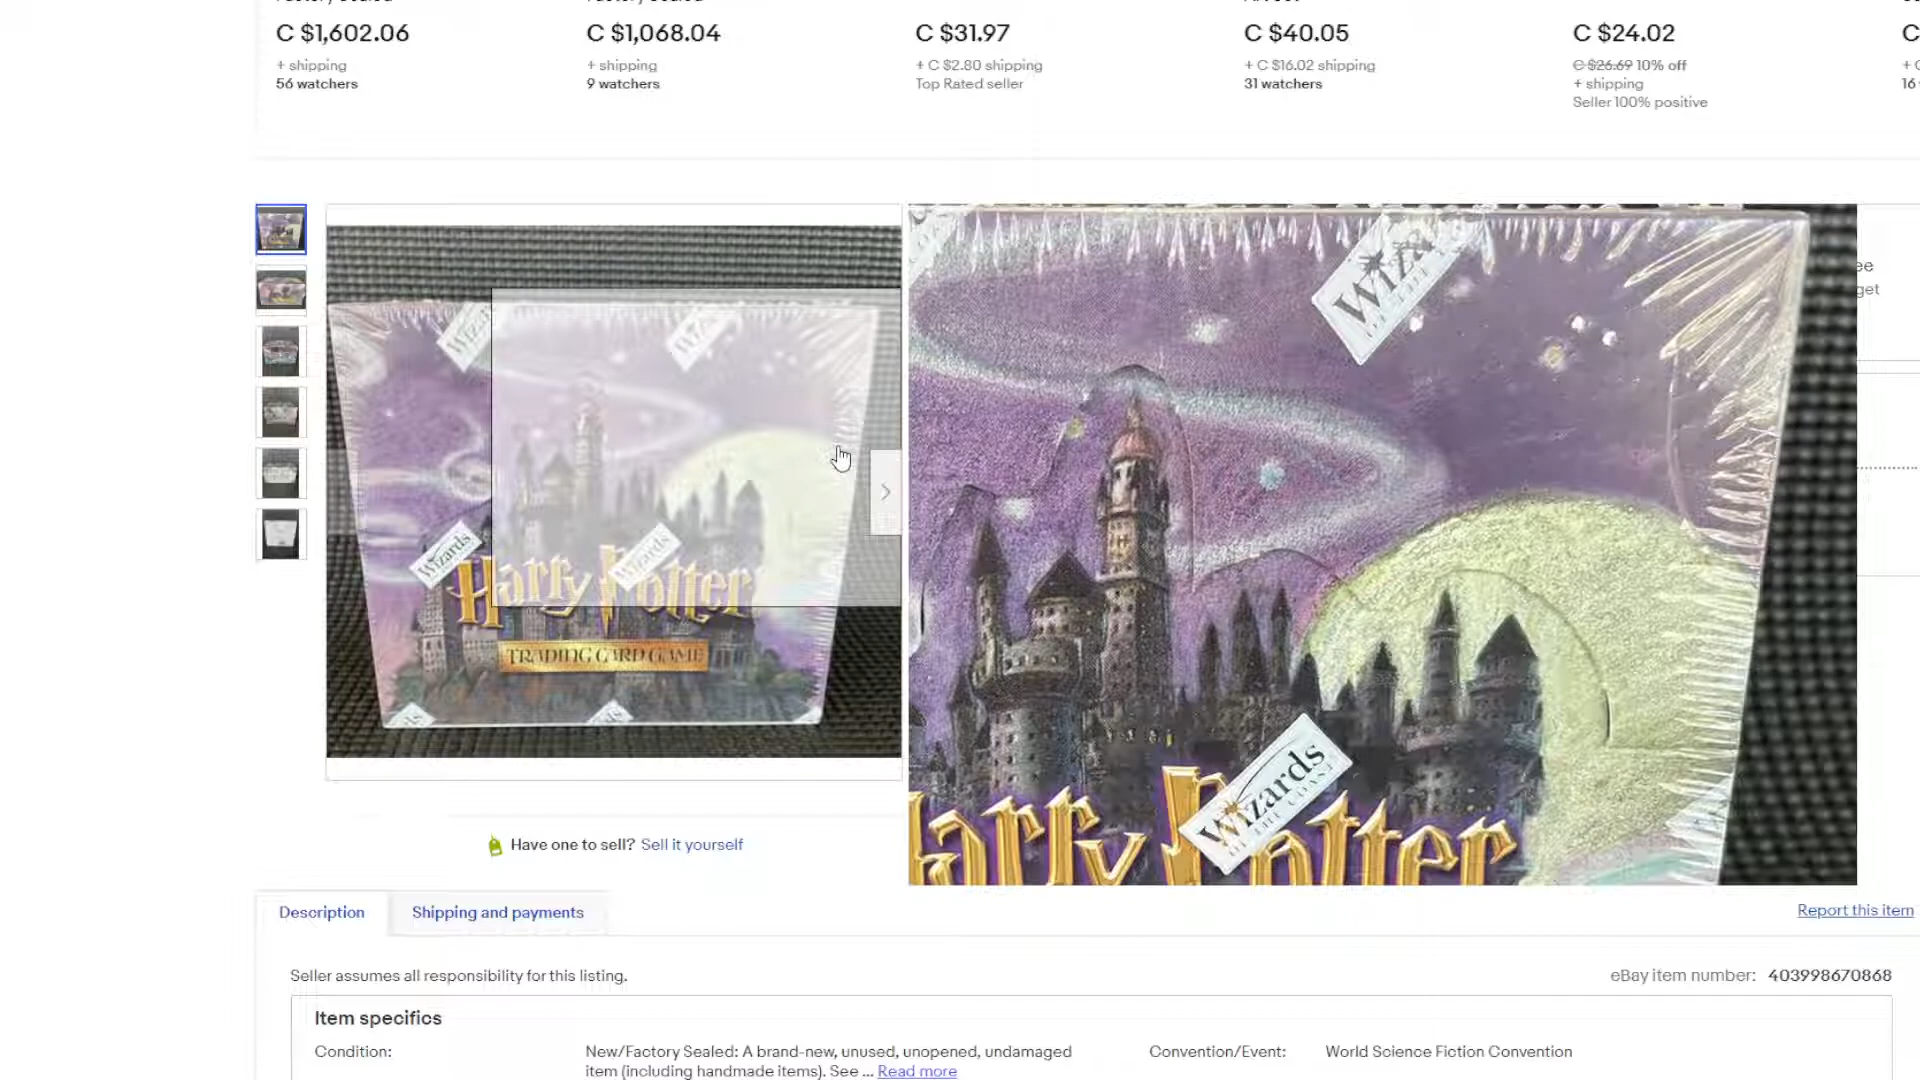 C $1,602.06
C $1,068.04
C $31.97
C $40.05
C $24.02
+ shipping
+ shipping
+ C $2.80 shipping
+ C $16.02 shipping
C $26.69 10% off
56 watchers
9 watchers
Top Rated seller
31 watchers
+ shipping
16
Seller 100% positive
Wizards
Harry Potter
TRADING CARD GAME
Wizards
OF THE COAST
Harry Potter
Have one to sell? Sell it yourself
Description
Shipping and payments
Report this item
Seller assumes all responsibility for this listing.
eBay item number: 403998670868
Item specifics
Condition:
New/Factory Sealed: A brand-new, unused, unopened, undamaged
item (including handmade items). See ... Read more
Convention/Event:
World Science Fiction Convention